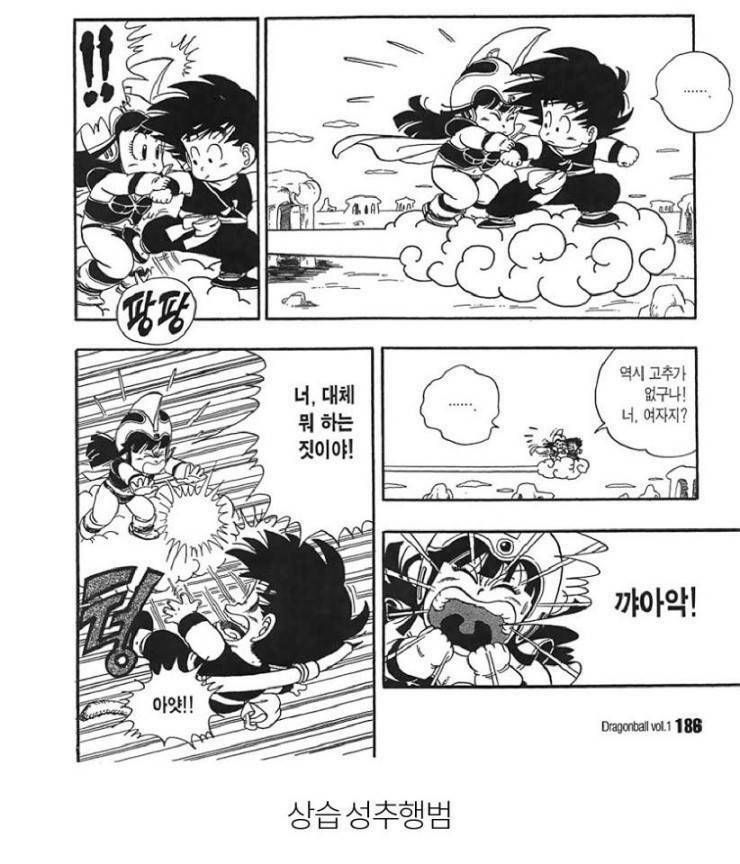 !!
……
팡팡
너, 대체
뭐 하는
짓이야!
……
역시 고추가
없구나!
너, 여자지?
텅
아얏!!
꺄아악!
Dragonball vol.1 186
상습 성추행범